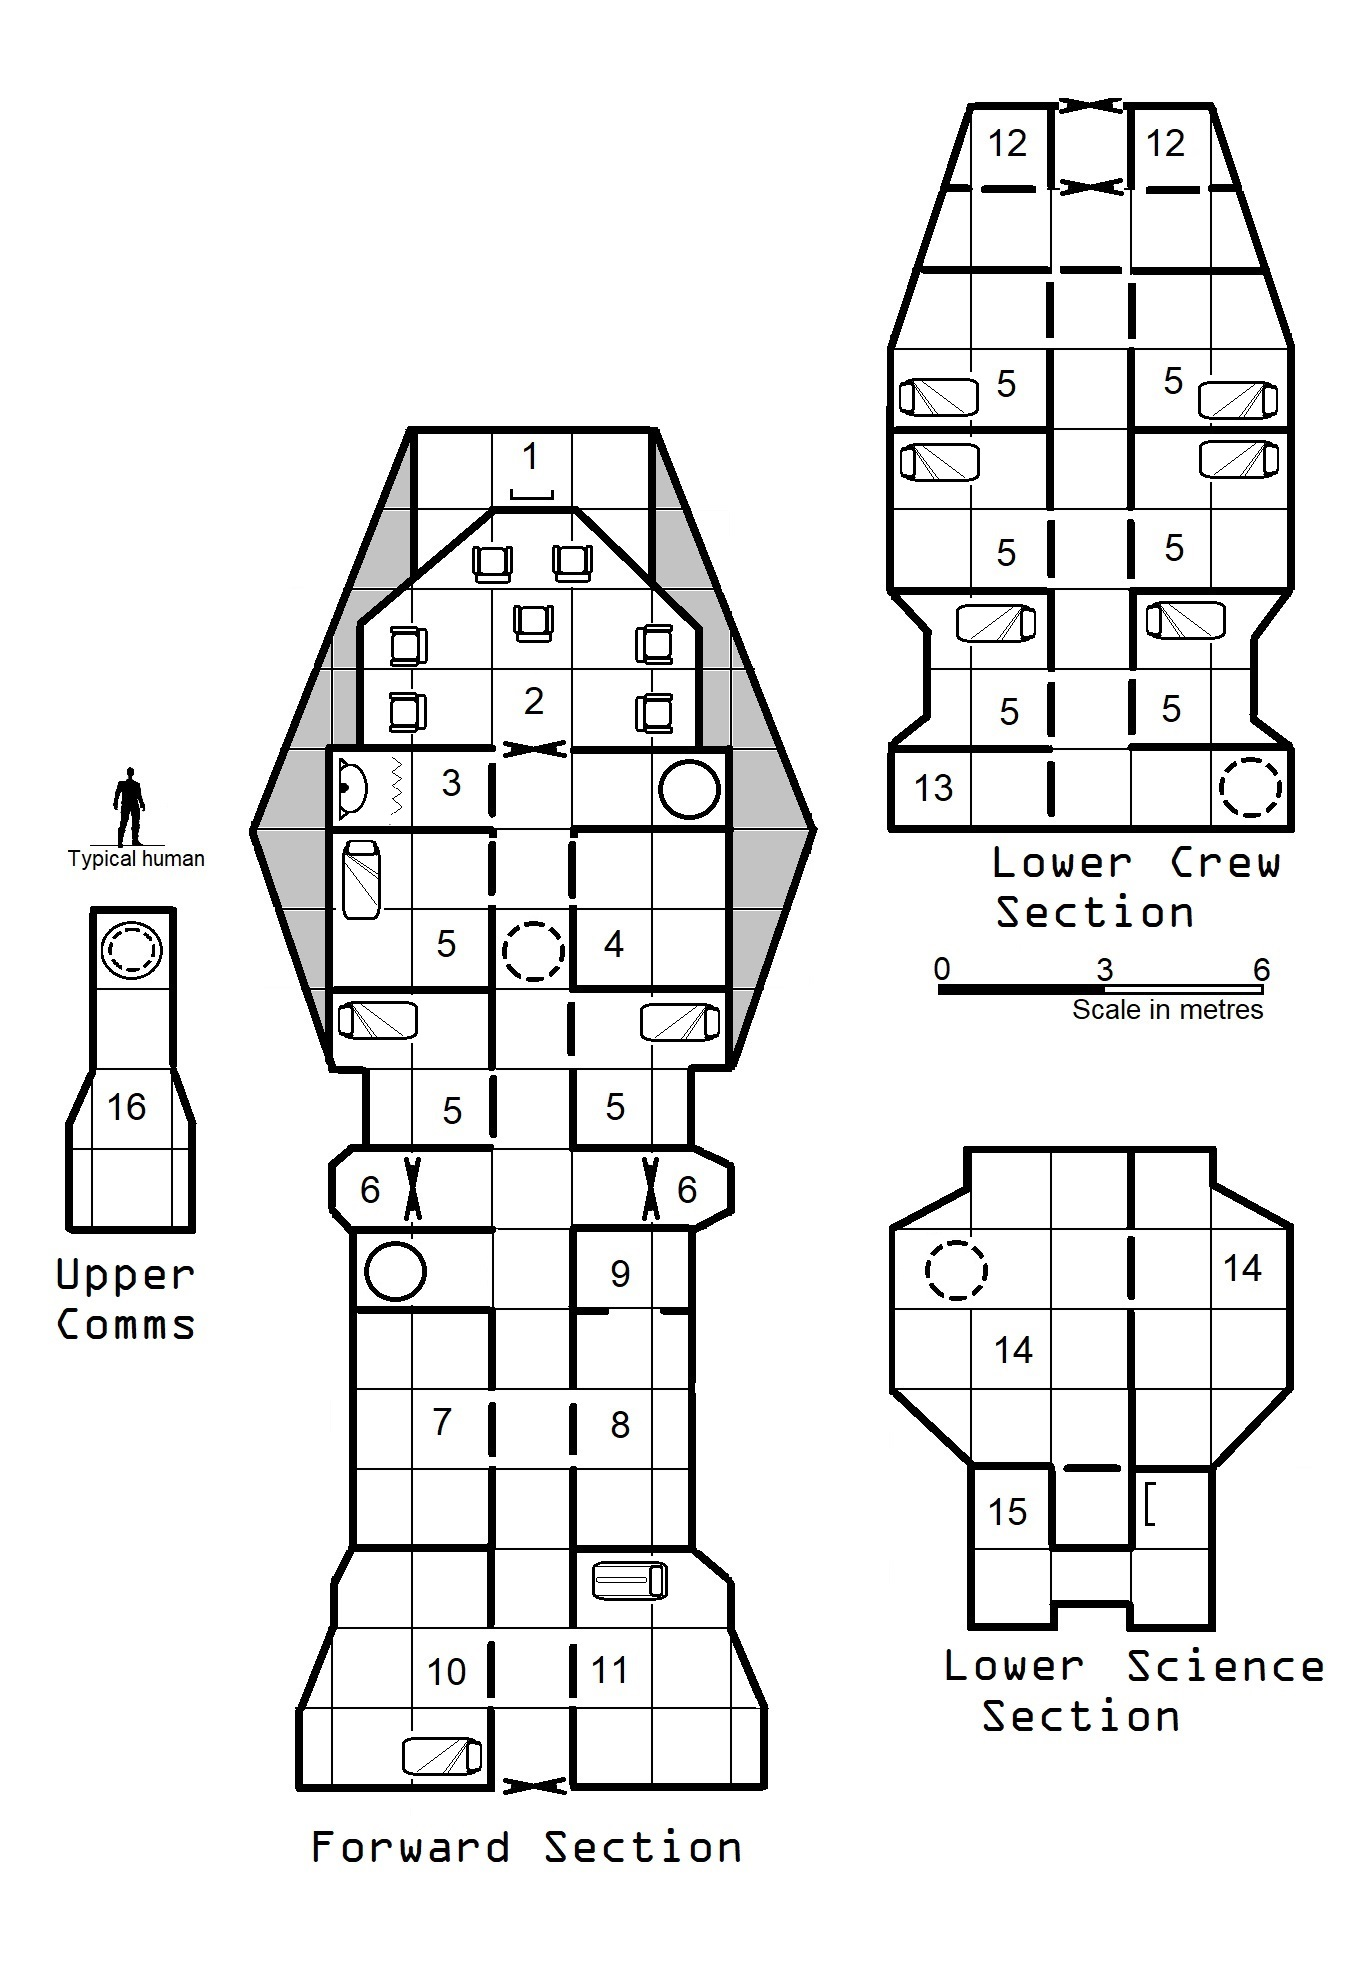 12 12
5 5
5 5
5 5
13
Lower Crew
Section
0 3 6
Scale in metres
1
2
3
5 4
5 5
6 6
9
7 8
10 11
Forward Section
Typical human
16
Upper
Comms
14
14
15
Lower Science
Section